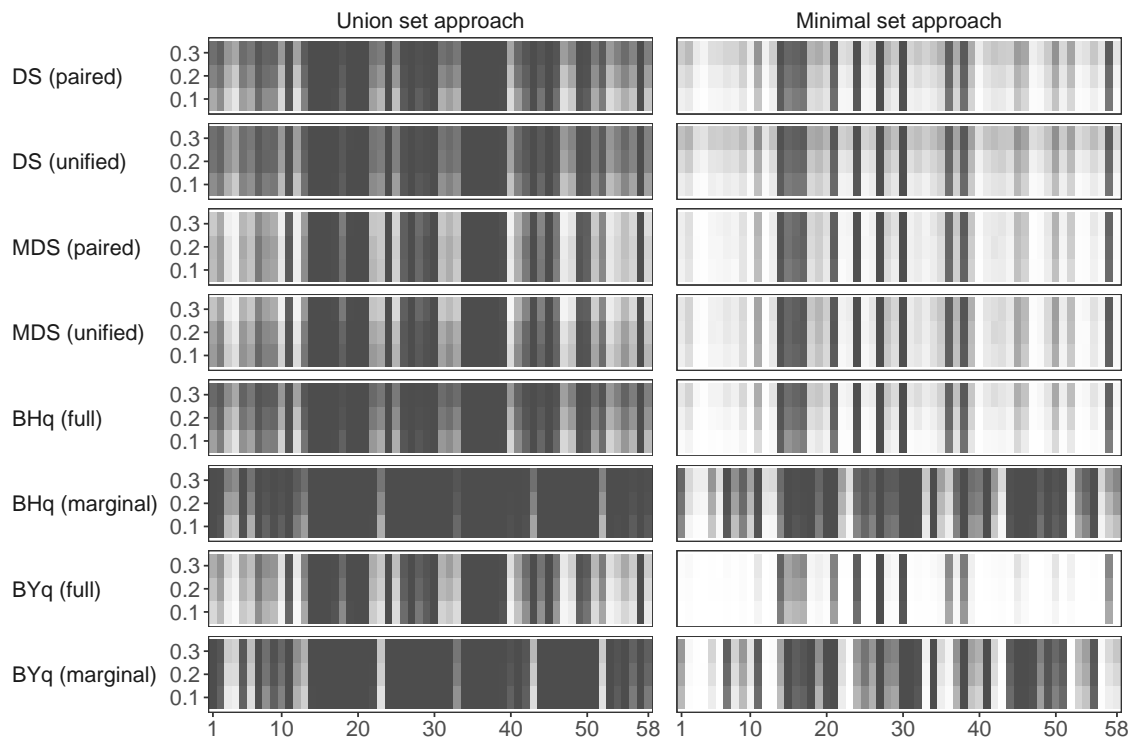 Union set approach Minimal set approach
DS (paired) 0.3 0.2 0.1
DS (unified) 0.3 0.2 0.1
MDS (paired) 0.3 0.2 0.1
MDS (unified) 0.3 0.2 0.1
BHq (full) 0.3 0.2 0.1
BHq (marginal) 0.3 0.2 0.1
BYq (full) 0.3 0.2 0.1
BYq (marginal) 0.3 0.2 0.1
1 10 20 30 40 50 58 1 10 20 30 40 50 58